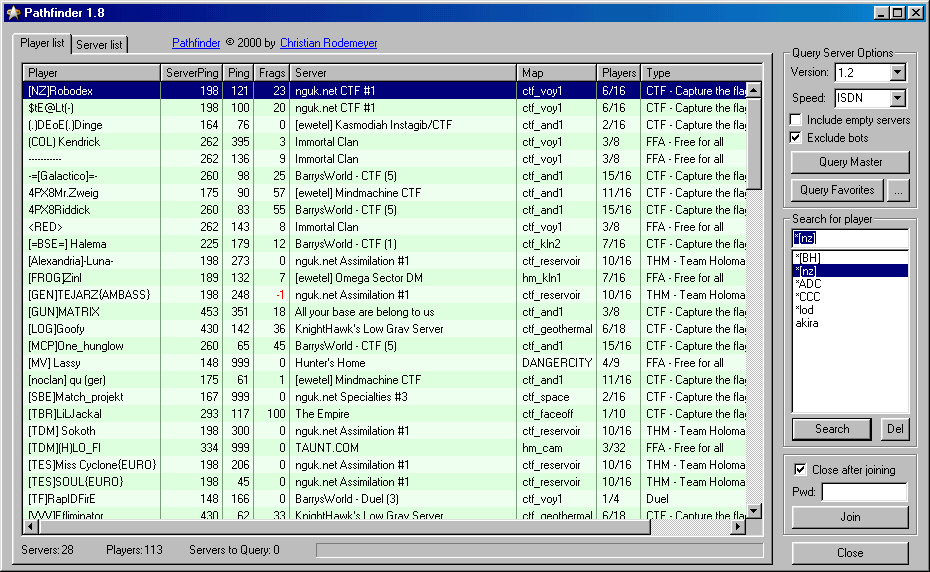 Pathfinder 1.8
Player list Server list Pathfinder © 2000 by Christian Rodemeyer
Player ServerPing Ping Frags Server Map Players Type
[NZ]Robodex 198 121 23 nguk.net CTF #1 ctf_voy1 6/16 CTF - Capture the flag
$tE@Lt(-) 198 100 20 nguk.net CTF #1 ctf_voy1 6/16 CTF - Capture the flag
(.)DEoE(.)Dinge 164 76 0 [ewetel] Kasmodiah Instagib/CTF ctf_and1 2/16 CTF - Capture the flag
(COL) Kendrick 262 395 3 Immortal Clan ctf_voy1 3/8 FFA - Free for all
----------- 262 136 9 Immortal Clan ctf_voy1 3/8 FFA - Free for all
-=[Galactico]=- 260 98 25 BarrysWorld - CTF (5) ctf_and1 15/16 CTF - Capture the flag
4PX8Mr.Zweig 175 90 57 [ewetel] Mindmachine CTF ctf_and1 11/16 CTF - Capture the flag
4PX8Riddick 260 83 55 BarrysWorld - CTF (5) ctf_and1 15/16 CTF - Capture the flag
<RED> 262 143 8 Immortal Clan ctf_voy1 3/8 FFA - Free for all
[=BSE=] Halema 225 179 12 BarrysWorld - CTF (1) ctf_kln2 7/16 CTF - Capture the flag
[Alexandria]-Luna- 198 273 0 nguk.net Assimilation #1 ctf_reservoir 10/16 THM - Team Holoma
[FROG]Zinl 189 132 7 [ewetel] Omega Sector DM hm_kln1 7/16 FFA - Free for all
[GEN]TEJARZ{AMBASS} 198 248 -1 nguk.net Assimilation #1 ctf_reservoir 10/16 THM - Team Holoma
[GUN]MATRIX 453 351 18 All your base are belong to us ctf_and1 3/8 CTF - Capture the flag
[LOG]Goofy 430 142 36 KnightHawk's Low Grav Server ctf_geothermal 6/18 CTF - Capture the flag
[MCP]One_hunglow 260 65 45 BarrysWorld - CTF (5) ctf_and1 15/16 CTF - Capture the flag
[MV] Lassy 148 999 0 Hunter's Home DANGERCITY 4/9 FFA - Free for all
[noclan] qu (ger) 175 61 1 [ewetel] Mindmachine CTF ctf_and1 11/16 CTF - Capture the flag
[SBE]Match_projekt 167 999 0 nguk.net Specialties #3 ctf_space 2/16 CTF - Capture the flag
[TBR]LiLJackal 293 117 100 The Empire ctf_faceoff 1/10 CTF - Capture the flag
[TDM] Sokoth 198 300 0 nguk.net Assimilation #1 ctf_reservoir 10/16 THM - Team Holoma
[TDM](H)LO_FI 334 999 0 TAUNT.COM hm_cam 3/32 FFA - Free for all
[TES]Miss Cyclone{EURO} 198 206 0 nguk.net Assimilation #1 ctf_reservoir 10/16 THM - Team Holoma
[TES]SOUL{EURO} 198 45 0 nguk.net Assimilation #1 ctf_reservoir 10/16 THM - Team Holoma
[TF]RapIDFirE 148 166 0 BarrysWorld - Duel (3) ctf_voy1 1/4 Duel
[VVV]Effliminator 430 62 33 KnightHawk's Low Grav Server ctf_geothermal 6/18 CTF - Capture the flag
Servers: 28 Players: 113 Servers to Query: 0
Query Server Options
Version: 1.2
Speed: ISDN
Include empty servers
Exclude bots
Query Master
Query Favorites ...
Search for player
*[nz]
*[BH]
*[nz]
*ADC
*CCC
*lod
akira
Search Del
Close after joining
Pwd:
Join
Close